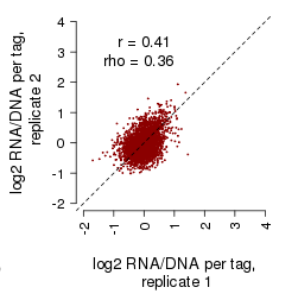 r = 0.41
rho = 0.36
log2 RNA/DNA per tag,
replicate 2
4
3
2
1
0
-1
-2
-2
-1
0
1
2
3
4
log2 RNA/DNA per tag,
replicate 1